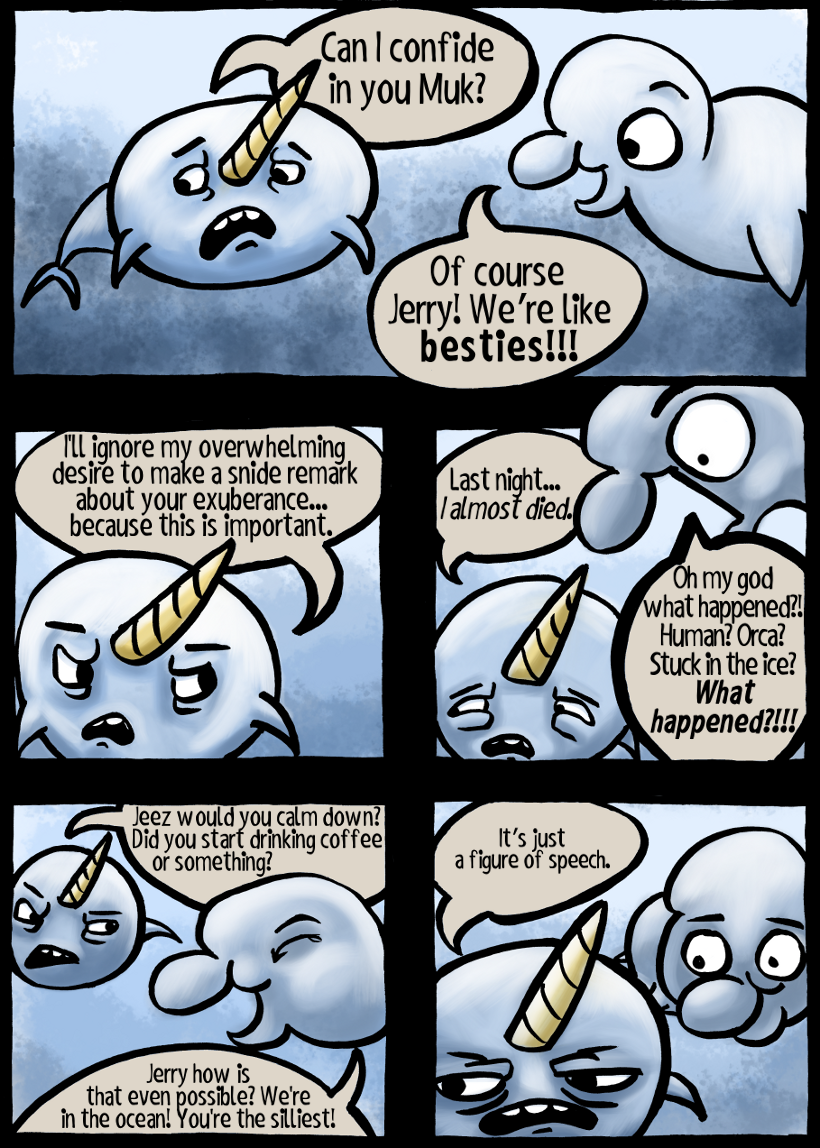 Can I confide
in you Muk?
Of course
Jerry! We're like
besties!!!
I'll ignore my overwhelming
desire to make a snide remark
about your exuberance...
because this is important.
Last night...
I almost died.
Oh my god
what happened?!
Human? Orca?
Stuck in the ice?
What
happened?!!!
Jeez would you calm down?
Did you start drinking coffee
or something?
Jerry how is
that even possible? We're
in the ocean! You're the silliest!
It's just
a figure of speech.